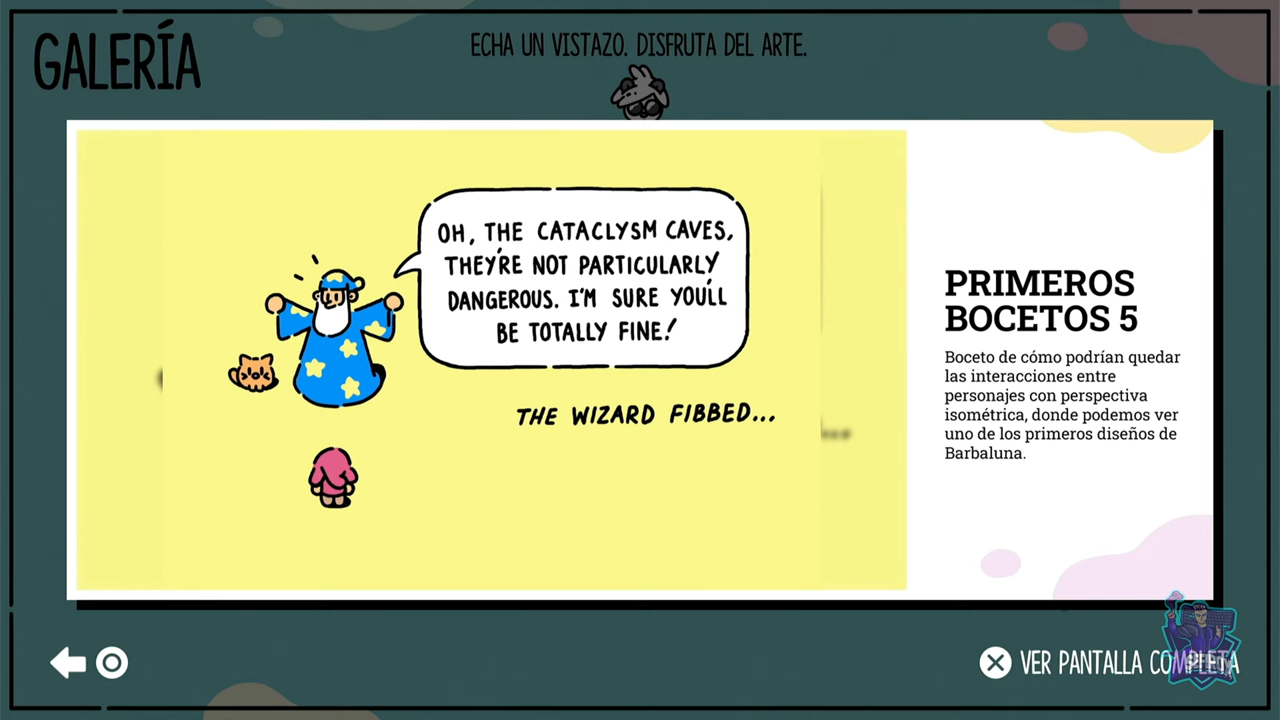 GALERÍA
ECHA UN VISTAZO. DISFRUTA DEL ARTE.
OH, THE CATACLYSM CAVES,
THEY'RE NOT PARTICULARLY
DANGEROUS. I'M SURE YOU'LL
BE TOTALLY FINE!
THE WIZARD FIBBED...
PRIMEROS
BOCETOS 5
Boceto de cómo podrían quedar
las interacciones entre
personajes con perspectiva
isométrica, donde podemos ver
uno de los primeros diseños de
Barbaluna.
VER PANTALLA COMPLETA